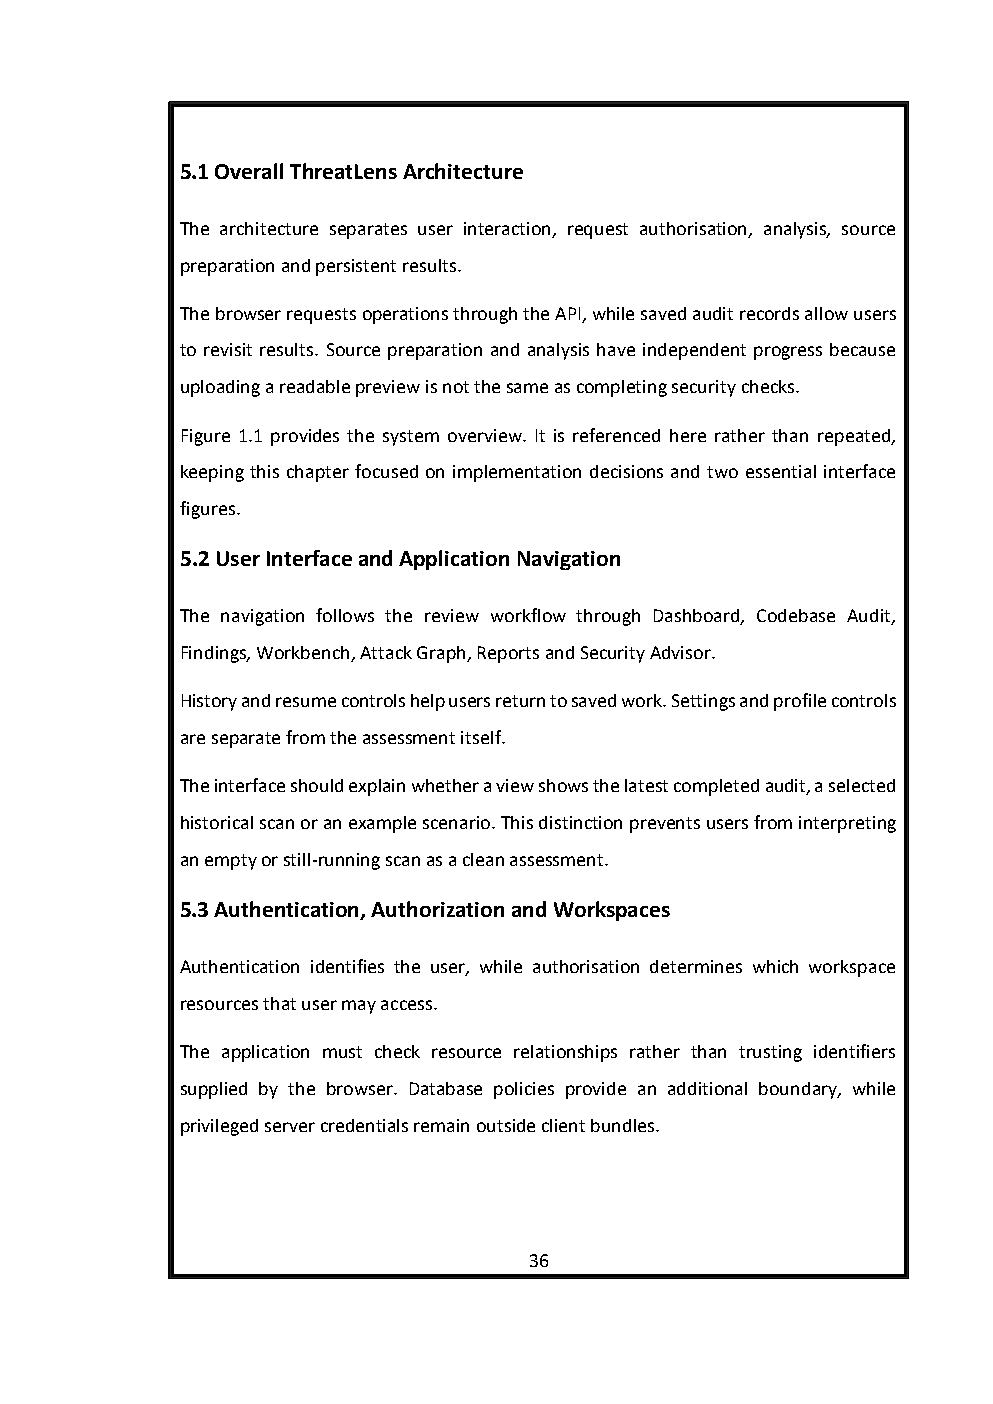 5.1 Overall ThreatLens Architecture
The architecture separates user interaction, request authorisation, analysis, source
preparation and persistent results.
The browser requests operations through the API, while saved audit records allow users
to revisit results. Source preparation and analysis have independent progress because
uploading a readable preview is not the same as completing security checks.
Figure 1.1 provides the system overview. It is referenced here rather than repeated,
keeping this chapter focused on implementation decisions and two essential interface
figures.
5.2 User Interface and Application Navigation
The navigation follows the review workflow through Dashboard, Codebase Audit,
Findings, Workbench, Attack Graph, Reports and Security Advisor.
History and resume controls help users return to saved work. Settings and profile controls
are separate from the assessment itself.
The interface should explain whether a view shows the latest completed audit, a selected
historical scan or an example scenario. This distinction prevents users from interpreting
an empty or still-running scan as a clean assessment.
5.3 Authentication, Authorization and Workspaces
Authentication identifies the user, while authorisation determines which workspace
resources that user may access.
The application must check resource relationships rather than trusting identifiers
supplied by the browser. Database policies provide an additional boundary, while
privileged server credentials remain outside client bundles.
36